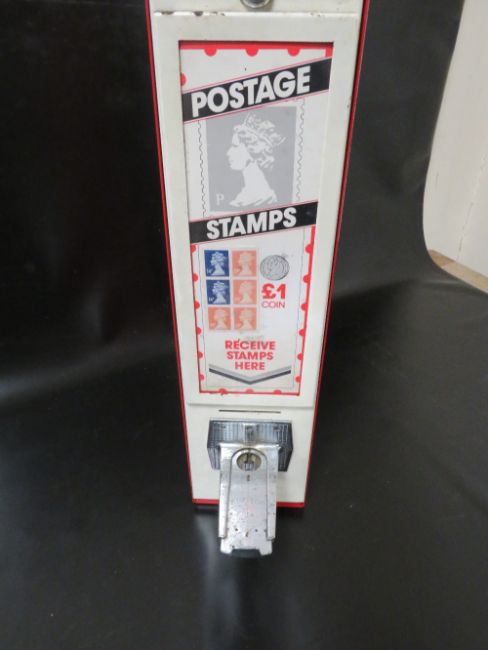 POSTAGE
P
STAMPS
£1
COIN
RECEIVE
STAMPS
HERE